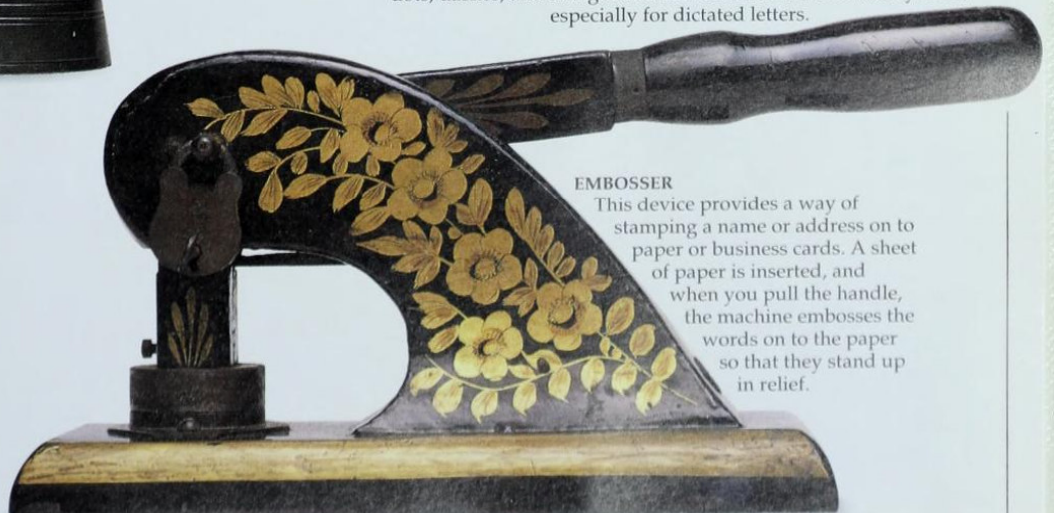 especially for dictated letters.
EMBOSSER
This device provides a way of
stamping a name or address on to
paper or business cards. A sheet
of paper is inserted, and
when you pull the handle,
the machine embosses the
words on to the paper
so that they stand up
in relief.